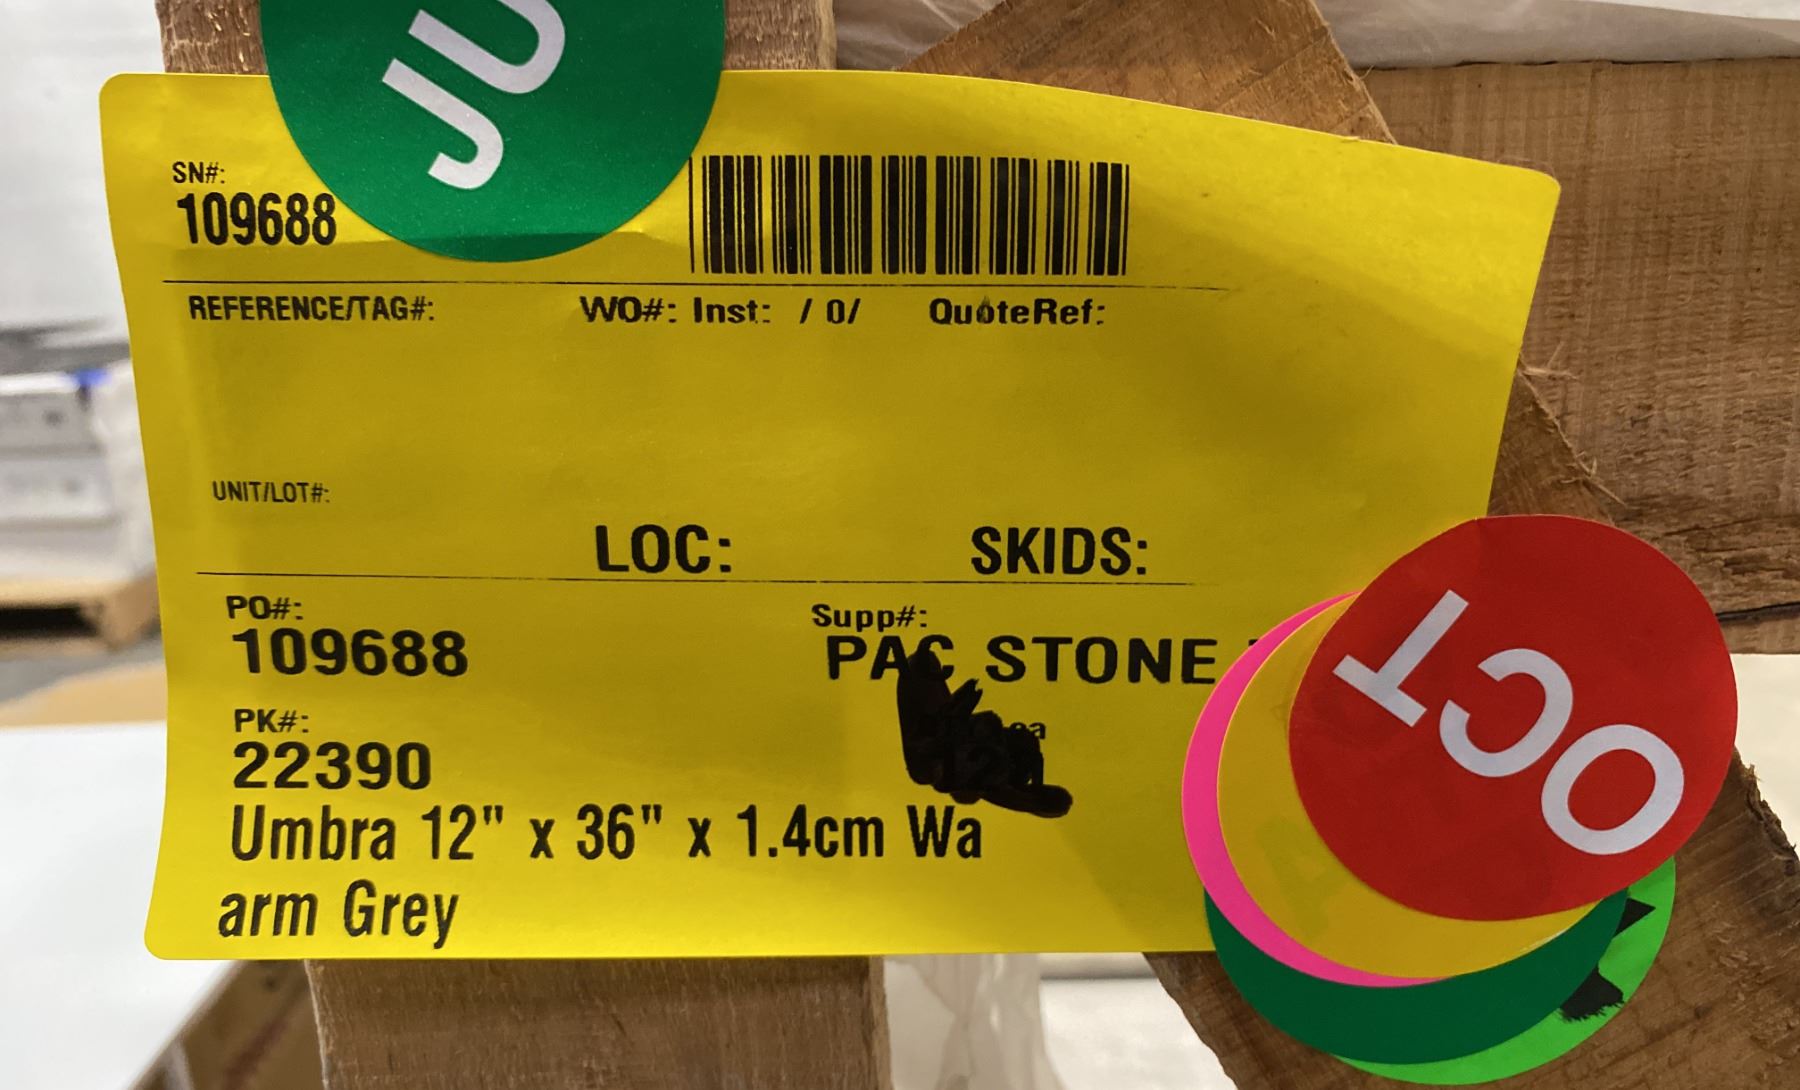 JU
SN#:
109688
REFERENCE/TAG#: WO#: Inst: / 0/ QuoteRef:
UNIT/LOT#:
LOC: SKIDS:
PO#: Supp#:
109688 PAC STONE
PK#:
22390
Umbra 12" x 36" x 1.4cm Wa
arm Grey
OCT